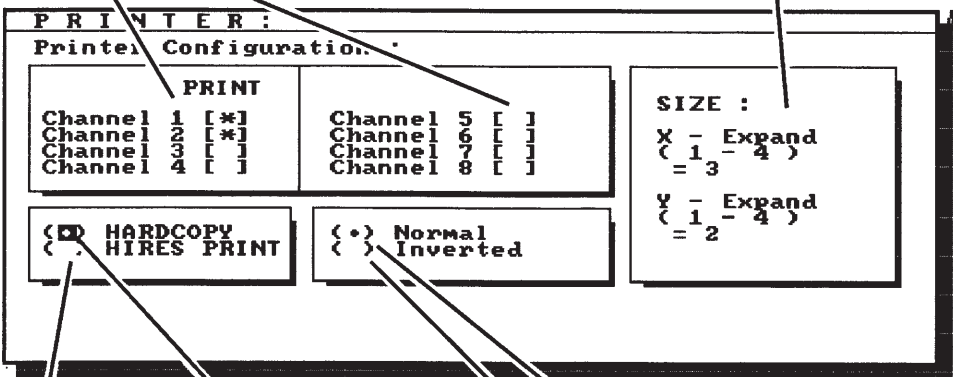 PRINTER:
Printer Configuration :
PRINT
Channel 1 [*]
Channel 2 [*]
Channel 3 [ ]
Channel 4 [ ]
Channel 5 [ ]
Channel 6 [ ]
Channel 7 [ ]
Channel 8 [ ]
SIZE :
X - Expand
( 1 - 4 )
= 3
Y - Expand
( 1 - 4 )
= 2
(•) HARDCOPY
( ) HIRES PRINT
(•) Normal
( ) Inverted